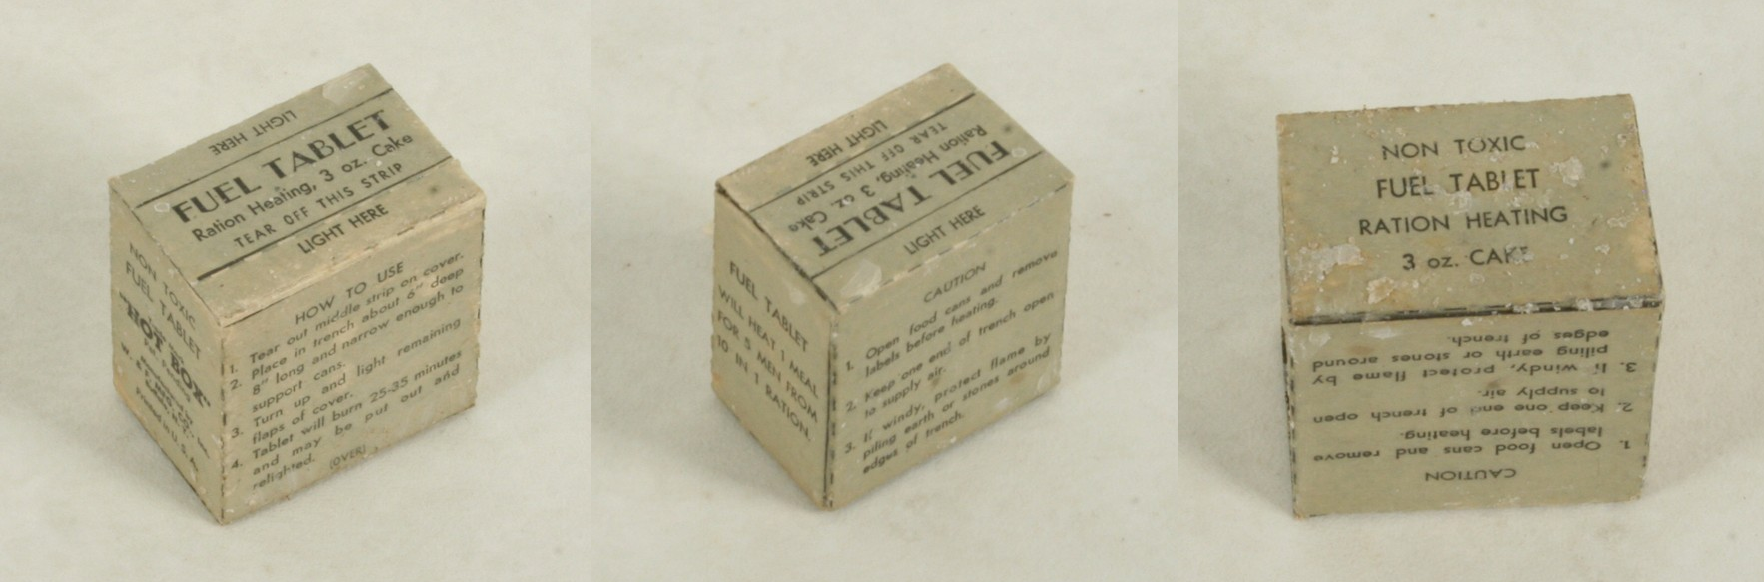 LIGHT HERE
FUEL TABLET
Ration Heating, 3 oz. Cake
TEAR OFF THIS STRIP
LIGHT HERE
NON TOXIC
FUEL TABLET
"HOT BOX"
Printed in U.S.A.
HOW TO USE
1. Tear out middle strip on cover.
2. Place in trench about 6" deep
8" long and narrow enough to
support cans.
3. Turn up and light remaining
flaps of cover.
4. Tablet will burn 25-35 minutes
and may be put out and
relighted.
(OVER)
LIGHT HERE
TEAR OFF THIS STRIP
Ration Heating, 3 oz. Cake
FUEL TABLET
LIGHT HERE
FUEL TABLET
WILL HEAT 1 MEAL
FOR 5 MEN FROM
10 IN 1 RATION.
CAUTION
1. Open food cans and remove
labels before heating.
2. Keep one end of trench open
to supply air.
3. If windy, protect flame by
piling earth or stones around
edges of trench.
NON TOXIC
FUEL TABLET
RATION HEATING
3 oz. CAKE
CAUTION
1. Open food cans and remove
labels before heating.
2. Keep one end of trench open
to supply air.
3. If windy, protect flame by
piling earth or stones around
edges of trench.